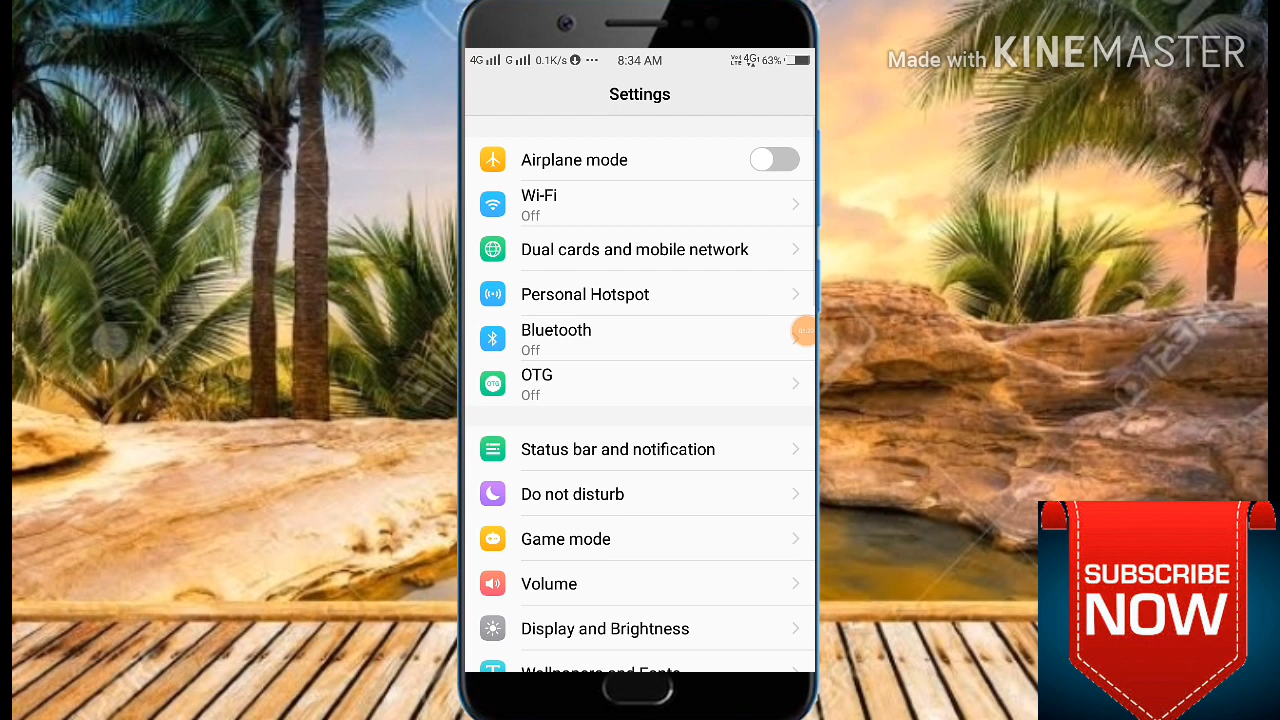 Made with KINEMASTER
4G G 0.1K/s ... 8:34 AM VoLTE 4G 63%
Settings
Airplane mode
Wi-Fi
Off
Dual cards and mobile network
Personal Hotspot
Bluetooth
Off
OTG
OTG
Off
Status bar and notification
Do not disturb
Game mode
Volume
Display and Brightness
Wallpapers and Fonts
SUBSCRIBE
NOW